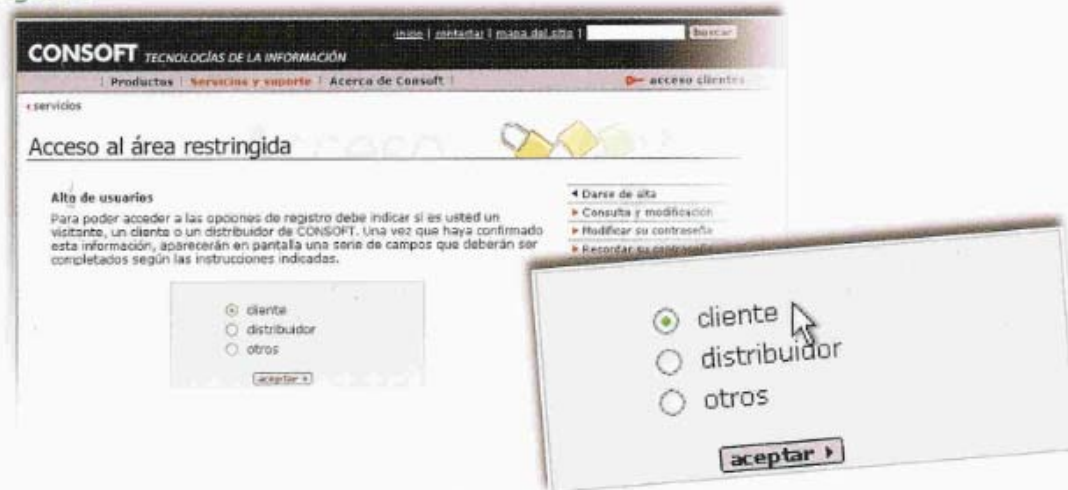 inicio | contactar | mapa del sitio | buscar
CONSOFT TECNOLOGÍAS DE LA INFORMACIÓN
| Productos | Servicios y soporte | Acerca de Consoft |
acceso clientes
servicios
Acceso al área restringida
Alta de usuarios
Para poder acceder a las opciones de registro debe indicar si es usted un
visitante, un cliente o un distribuidor de CONSOFT. Una vez que haya confirmado
esta información, aparecerán en pantalla una serie de campos que deberán ser
completados según las instrucciones indicadas.
cliente
distribuidor
otros
aceptar
Darse de alta
Consulta y modificación
Modificar su contraseña
Recordar su contraseña
cliente
distribuidor
otros
aceptar